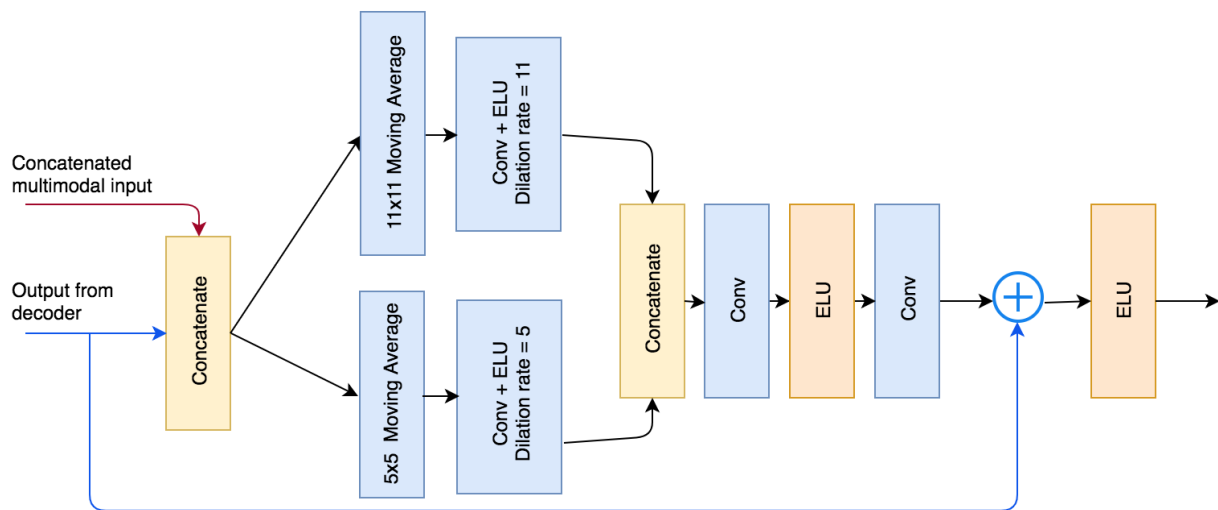 Concatenated
multimodal input
Output from
decoder
Concatenate
11x11 Moving Average
Conv + ELU
Dilation rate = 11
5x5 Moving Average
Conv + ELU
Dilation rate = 5
Concatenate
Conv
ELU
Conv
ELU